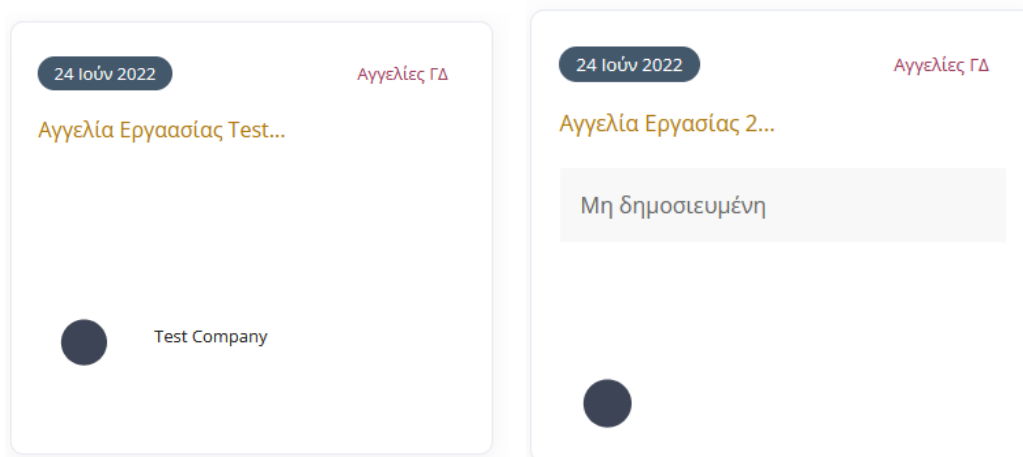 24 Ιούν 2022
Αγγελίες ΓΔ
Αγγελία Εργαασίας Test...
Test Company
24 Ιούν 2022
Αγγελίες ΓΔ
Αγγελία Εργασίας 2...
Μη δημοσιευμένη